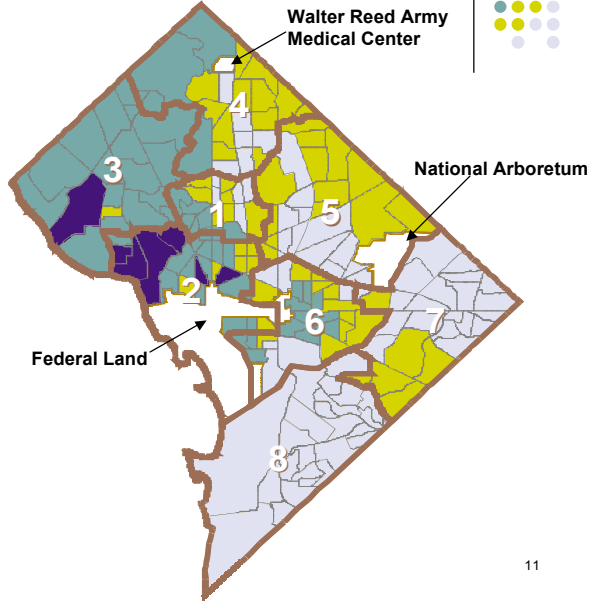 Walter Reed Army
Medical Center
4
3
National Arboretum
1
5
2
6
7
Federal Land
8
11